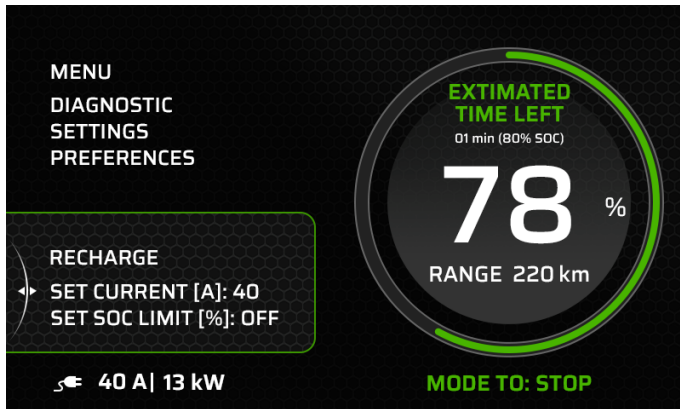 MENU
DIAGNOSTIC
SETTINGS
PREFERENCES
RECHARGE
SET CURRENT [A]: 40
SET SOC LIMIT [%]: OFF
40 A| 13 kW
EXTIMATED
TIME LEFT
01 min (80% SOC)
78 %
RANGE 220 km
MODE TO: STOP